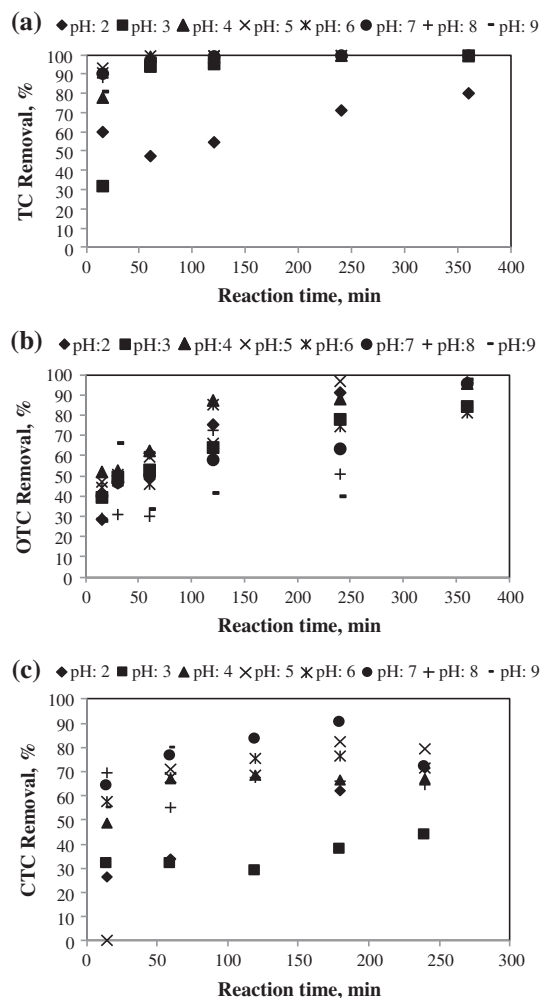 (a)
pH: 2 pH: 3 pH: 4 pH: 5 pH: 6 pH: 7 pH: 8 pH: 9
TC Removal, %
100
90
80
70
60
50
40
30
20
10
0
0 50 100 150 200 250 300 350 400
Reaction time, min
(b)
pH:2 pH:3 pH:4 pH:5 pH:6 pH:7 pH:8 pH:9
OTC Removal, %
100
90
80
70
60
50
40
30
20
10
0
0 50 100 150 200 250 300 350 400
Reaction time, min
(c)
pH: 2 pH: 3 pH: 4 pH: 5 pH: 6 pH: 7 pH: 8 pH: 9
CTC Removal, %
100
90
80
70
60
50
40
30
20
10
0
0 50 100 150 200 250 300
Reaction time, min